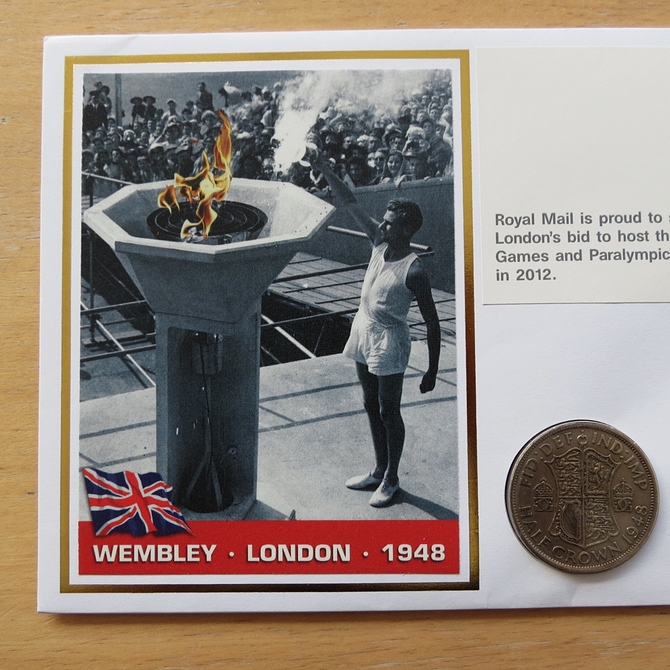 Royal Mail is proud to
London's bid to host th
Games and Paralympic
in 2012.
WEMBLEY · LONDON · 1948
FID·DEF IND·IMP
HALF CROWN 1948